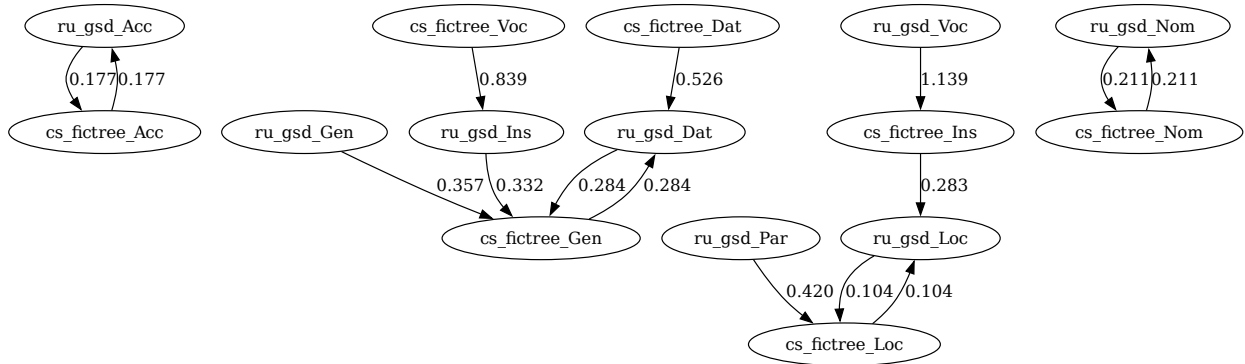 ru_gsd_Acc
cs_fictree_Voc
cs_fictree_Dat
ru_gsd_Voc
ru_gsd_Nom
0.177
0.177
0.839
0.526
1.139
0.211
0.211
cs_fictree_Acc
ru_gsd_Gen
ru_gsd_Ins
ru_gsd_Dat
cs_fictree_Ins
cs_fictree_Nom
0.357
0.332
0.284
0.284
0.283
cs_fictree_Gen
ru_gsd_Par
ru_gsd_Loc
0.420
0.104
0.104
cs_fictree_Loc